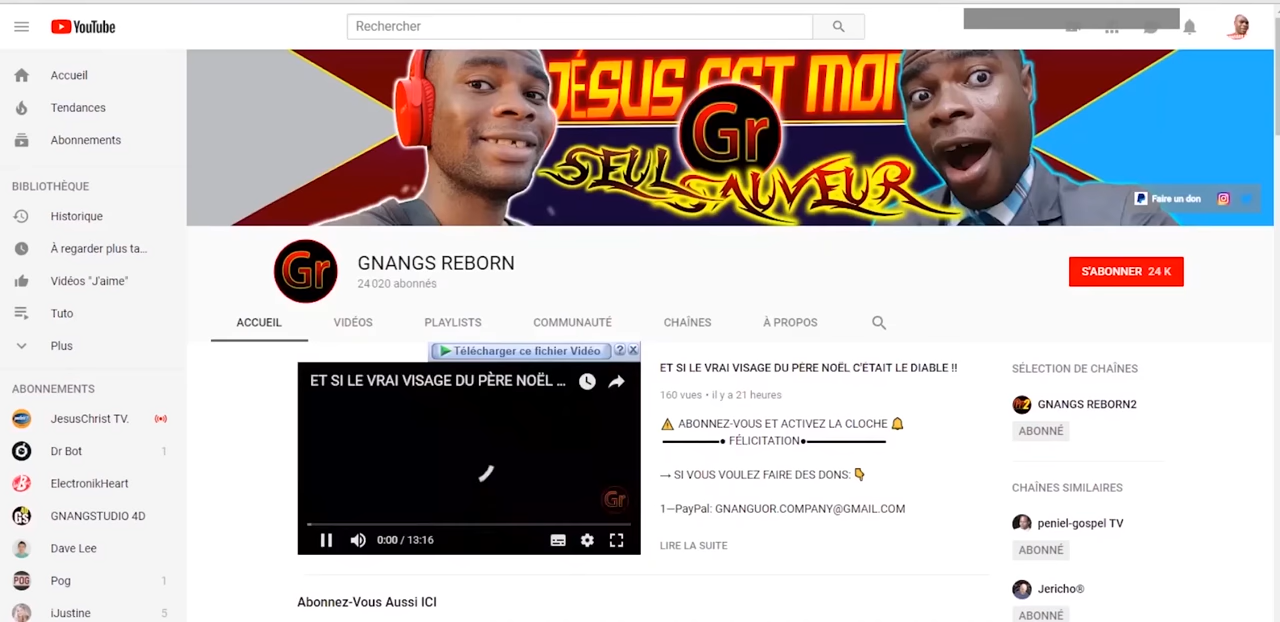 YouTube
Rechercher
Accueil
Tendances
Abonnements
BIBLIOTHÈQUE
Historique
À regarder plus ta...
Vidéos "J'aime"
Tuto
Plus
ABONNEMENTS
JesusChrist TV.
Dr Bot 1
ElectronikHeart
GNANGSTUDIO 4D
Dave Lee
Pog 1
iJustine 5
JÉSUS EST MON
Gr
SEUL
SAUVEUR
Faire un don
Gr
GNANGS REBORN
24 020 abonnés
S'ABONNER 24 K
ACCUEIL VIDÉOS PLAYLISTS COMMUNAUTÉ CHAÎNES À PROPOS
Télécharger ce fichier Vidéo ? X
ET SI LE VRAI VISAGE DU PÈRE NOËL ...
Gr
0:00 / 13:16
ET SI LE VRAI VISAGE DU PÈRE NOËL C'ÉTAIT LE DIABLE !!
160 vues • il y a 21 heures
⚠ ABONNEZ-VOUS ET ACTIVEZ LA CLOCHE 🔔
━━━━━━● FÉLICITATION●━━━━━━━━
→ SI VOUS VOULEZ FAIRE DES DONS: 👇
1—PayPal: GNANGUOR.COMPANY@GMAIL.COM
LIRE LA SUITE
Abonnez-Vous Aussi ICI
SÉLECTION DE CHAÎNES
GNANGS REBORN2
ABONNÉ
CHAÎNES SIMILAIRES
peniel-gospel TV
ABONNÉ
Jericho®
ABONNÉ